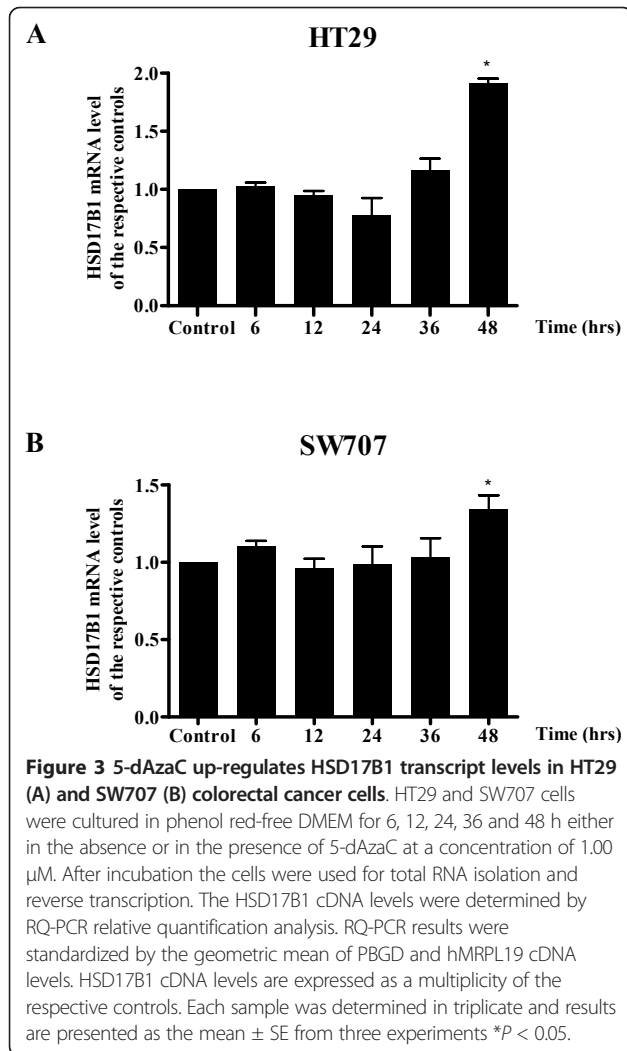 A
HT29
HSD17B1 mRNA level
of the respective controls
2.0
1.5
1.0
0.5
0.0
*
Control 6 12 24 36 48 Time (hrs)
B
SW707
HSD17B1 mRNA level
of the respective controls
1.5
1.0
0.5
0.0
*
Control 6 12 24 36 48 Time (hrs)
Figure 3 5-dAzaC up-regulates HSD17B1 transcript levels in HT29
(A) and SW707 (B) colorectal cancer cells. HT29 and SW707 cells
were cultured in phenol red-free DMEM for 6, 12, 24, 36 and 48 h either
in the absence or in the presence of 5-dAzaC at a concentration of 1.00
μM. After incubation the cells were used for total RNA isolation and
reverse transcription. The HSD17B1 cDNA levels were determined by
RQ-PCR relative quantification analysis. RQ-PCR results were
standardized by the geometric mean of PBGD and hMRPL19 cDNA
levels. HSD17B1 cDNA levels are expressed as a multiplicity of the
respective controls. Each sample was determined in triplicate and results
are presented as the mean ± SE from three experiments *P < 0.05.